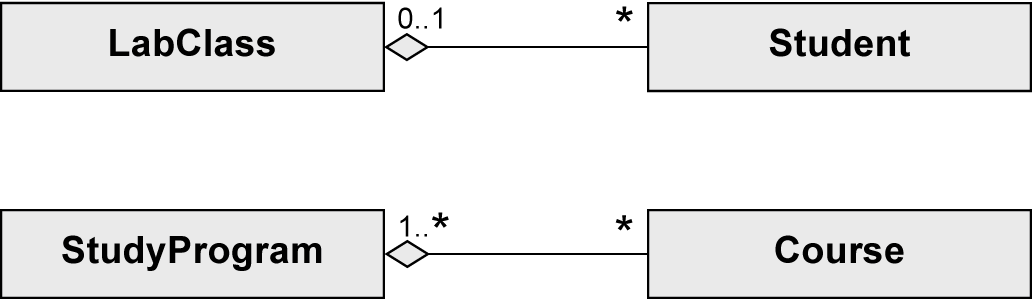 0..1 *
LabClass Student
1..* *
StudyProgram Course